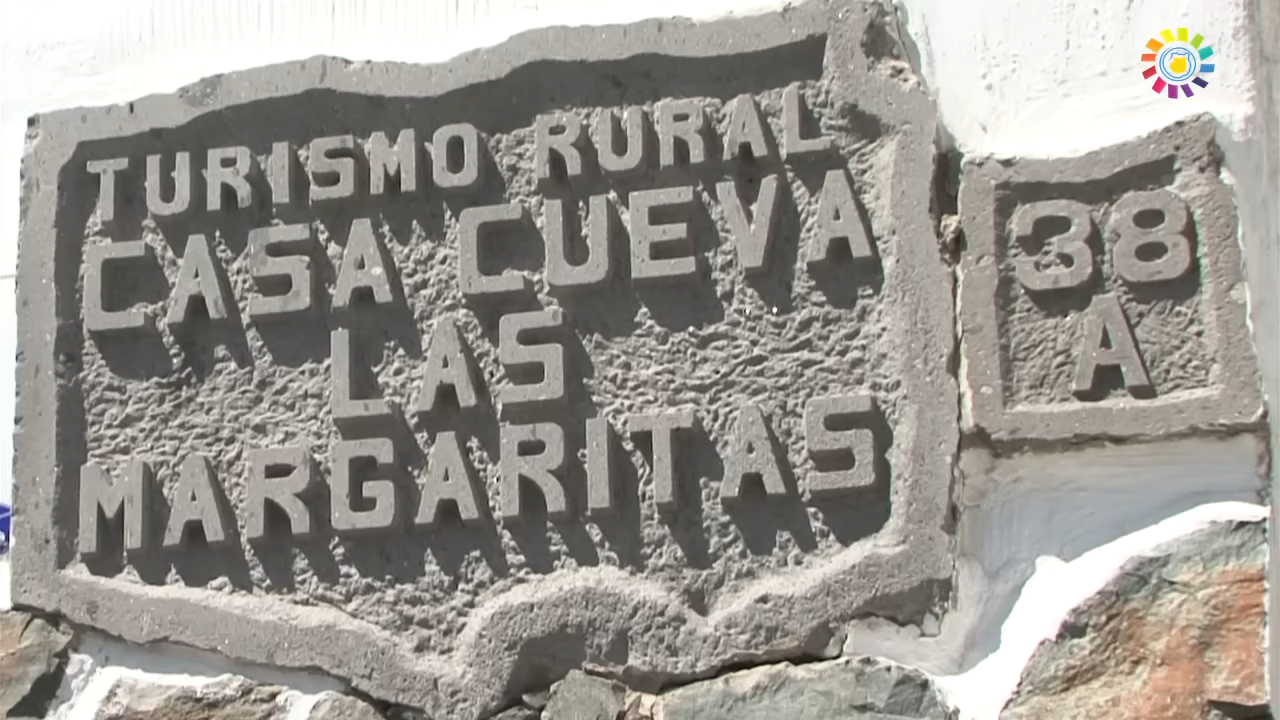 TURISMO RURAL
CASA CUEVA
LAS
MARGARITAS
38
A